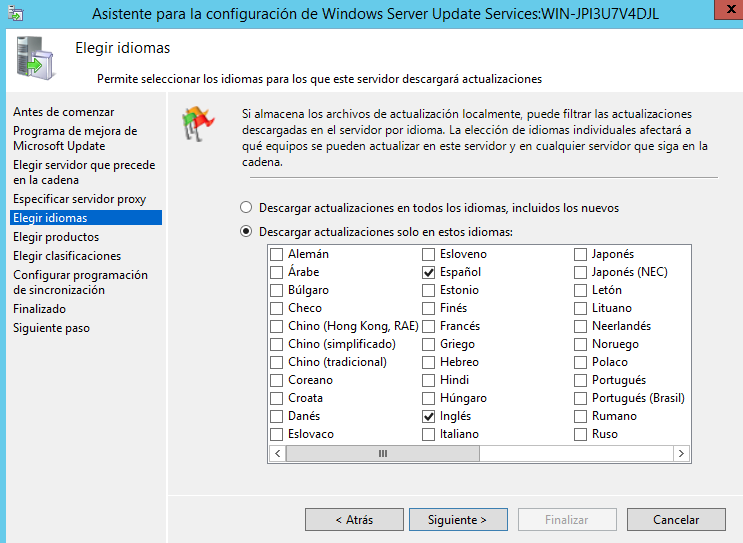 Asistente para la configuración de Windows Server Update Services:WIN-JPI3U7V4DJL
x
Elegir idiomas
Permite seleccionar los idiomas para los que este servidor descargará actualizaciones
Antes de comenzar
Programa de mejora de
Microsoft Update
Elegir servidor que precede
en la cadena
Especificar servidor proxy
Elegir idiomas
Elegir productos
Elegir clasificaciones
Configurar programación
de sincronización
Finalizado
Siguiente paso
Si almacena los archivos de actualización localmente, puede filtrar las actualizaciones
descargadas en el servidor por idioma. La elección de idiomas individuales afectará a
qué equipos se pueden actualizar en este servidor y en cualquier servidor que siga en la
cadena.
Descargar actualizaciones en todos los idiomas, incluidos los nuevos
Descargar actualizaciones solo en estos idiomas:
Alemán
Árabe
Búlgaro
Checo
Chino (Hong Kong, RAE)
Chino (simplificado)
Chino (tradicional)
Coreano
Croata
Danés
Eslovaco
Esloveno
Español
Estonio
Finés
Francés
Griego
Hebreo
Hindi
Húngaro
Inglés
Italiano
Japonés
Japonés (NEC)
Letón
Lituano
Neerlandés
Noruego
Polaco
Portugués
Portugués (Brasil)
Rumano
Ruso
< Atrás
Siguiente >
Finalizar
Cancelar